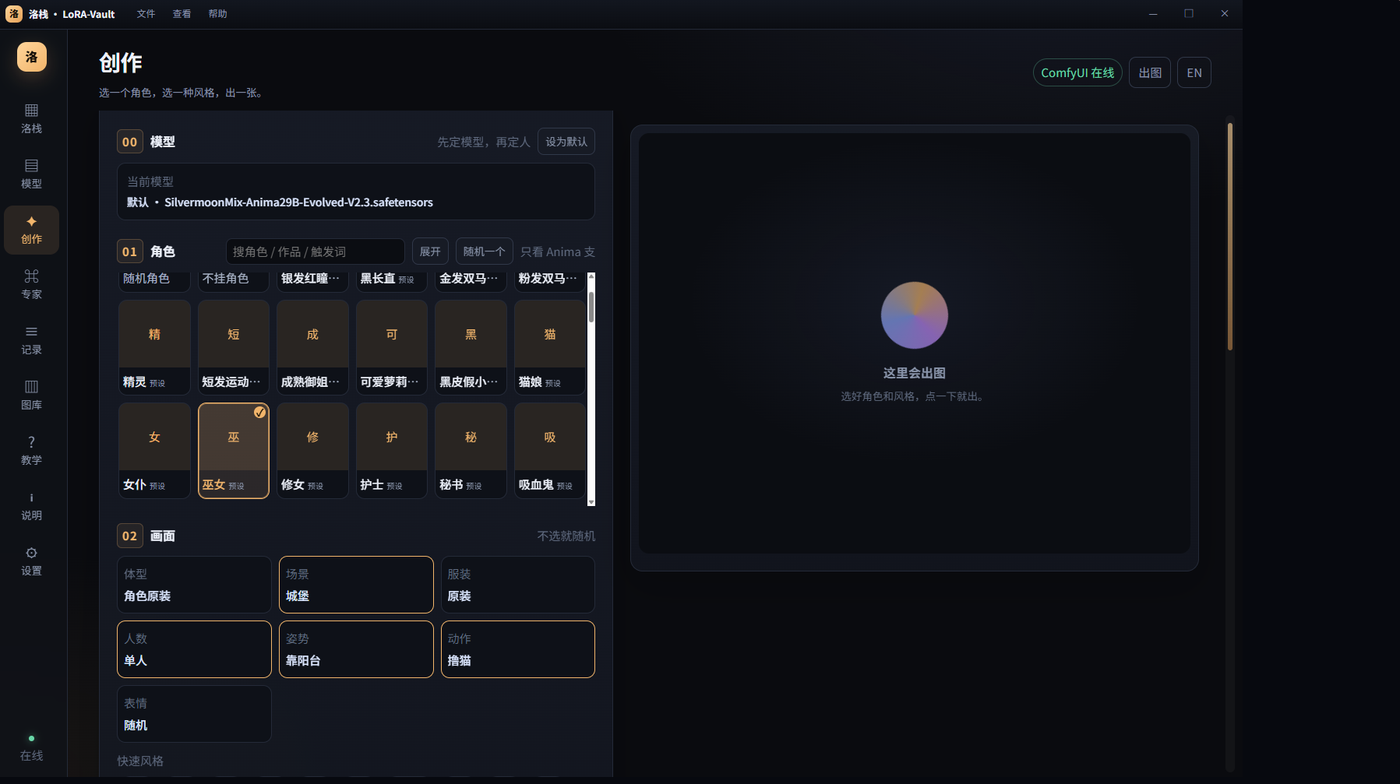 洛 洛栈 • LoRA-Vault 文件 查看 帮助
洛
洛栈
模型
创作
专家
记录
图库
教学
说明
设置
在线
创作
选一个角色，选一种风格，出一张。
ComfyUI 在线 出图 EN
00 模型 先定模型，再定人 设为默认
当前模型
默认 • SilvermoonMix-Anima29B-Evolved-V2.3.safetensors
01 角色 搜角色 / 作品 / 触发词 展开 随机一个 只看 Anima 支
随机角色 不挂角色 银发红瞳… 黑长直 预设 金发双马… 粉发双马…
精 短 成 可 黑 猫
精灵 预设 短发运动… 成熟御姐… 可爱萝莉… 黑皮假小… 猫娘 预设
女 巫 修 护 秘 吸
女仆 预设 巫女 预设 修女 预设 护士 预设 秘书 预设 吸血鬼 预设
02 画面 不选就随机
体型 场景 服装
角色原装 城堡 原装
人数 姿势 动作
单人 靠阳台 撸猫
表情
随机
快速风格
这里会出图
选好角色和风格，点一下就出。